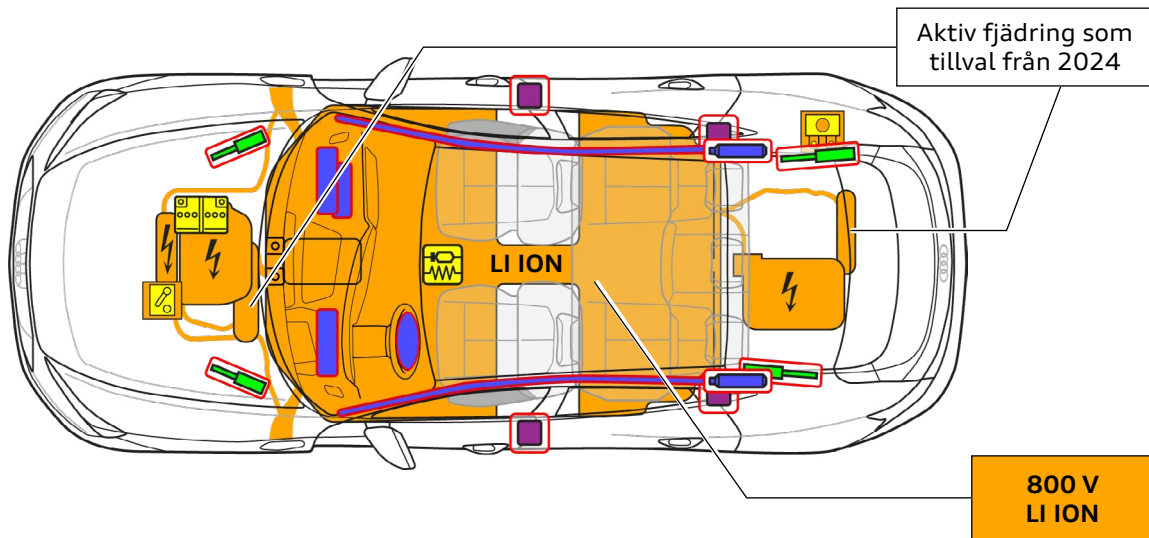 Aktiv fjädring som
tillval från 2024
LI ION
800 V
LI ION